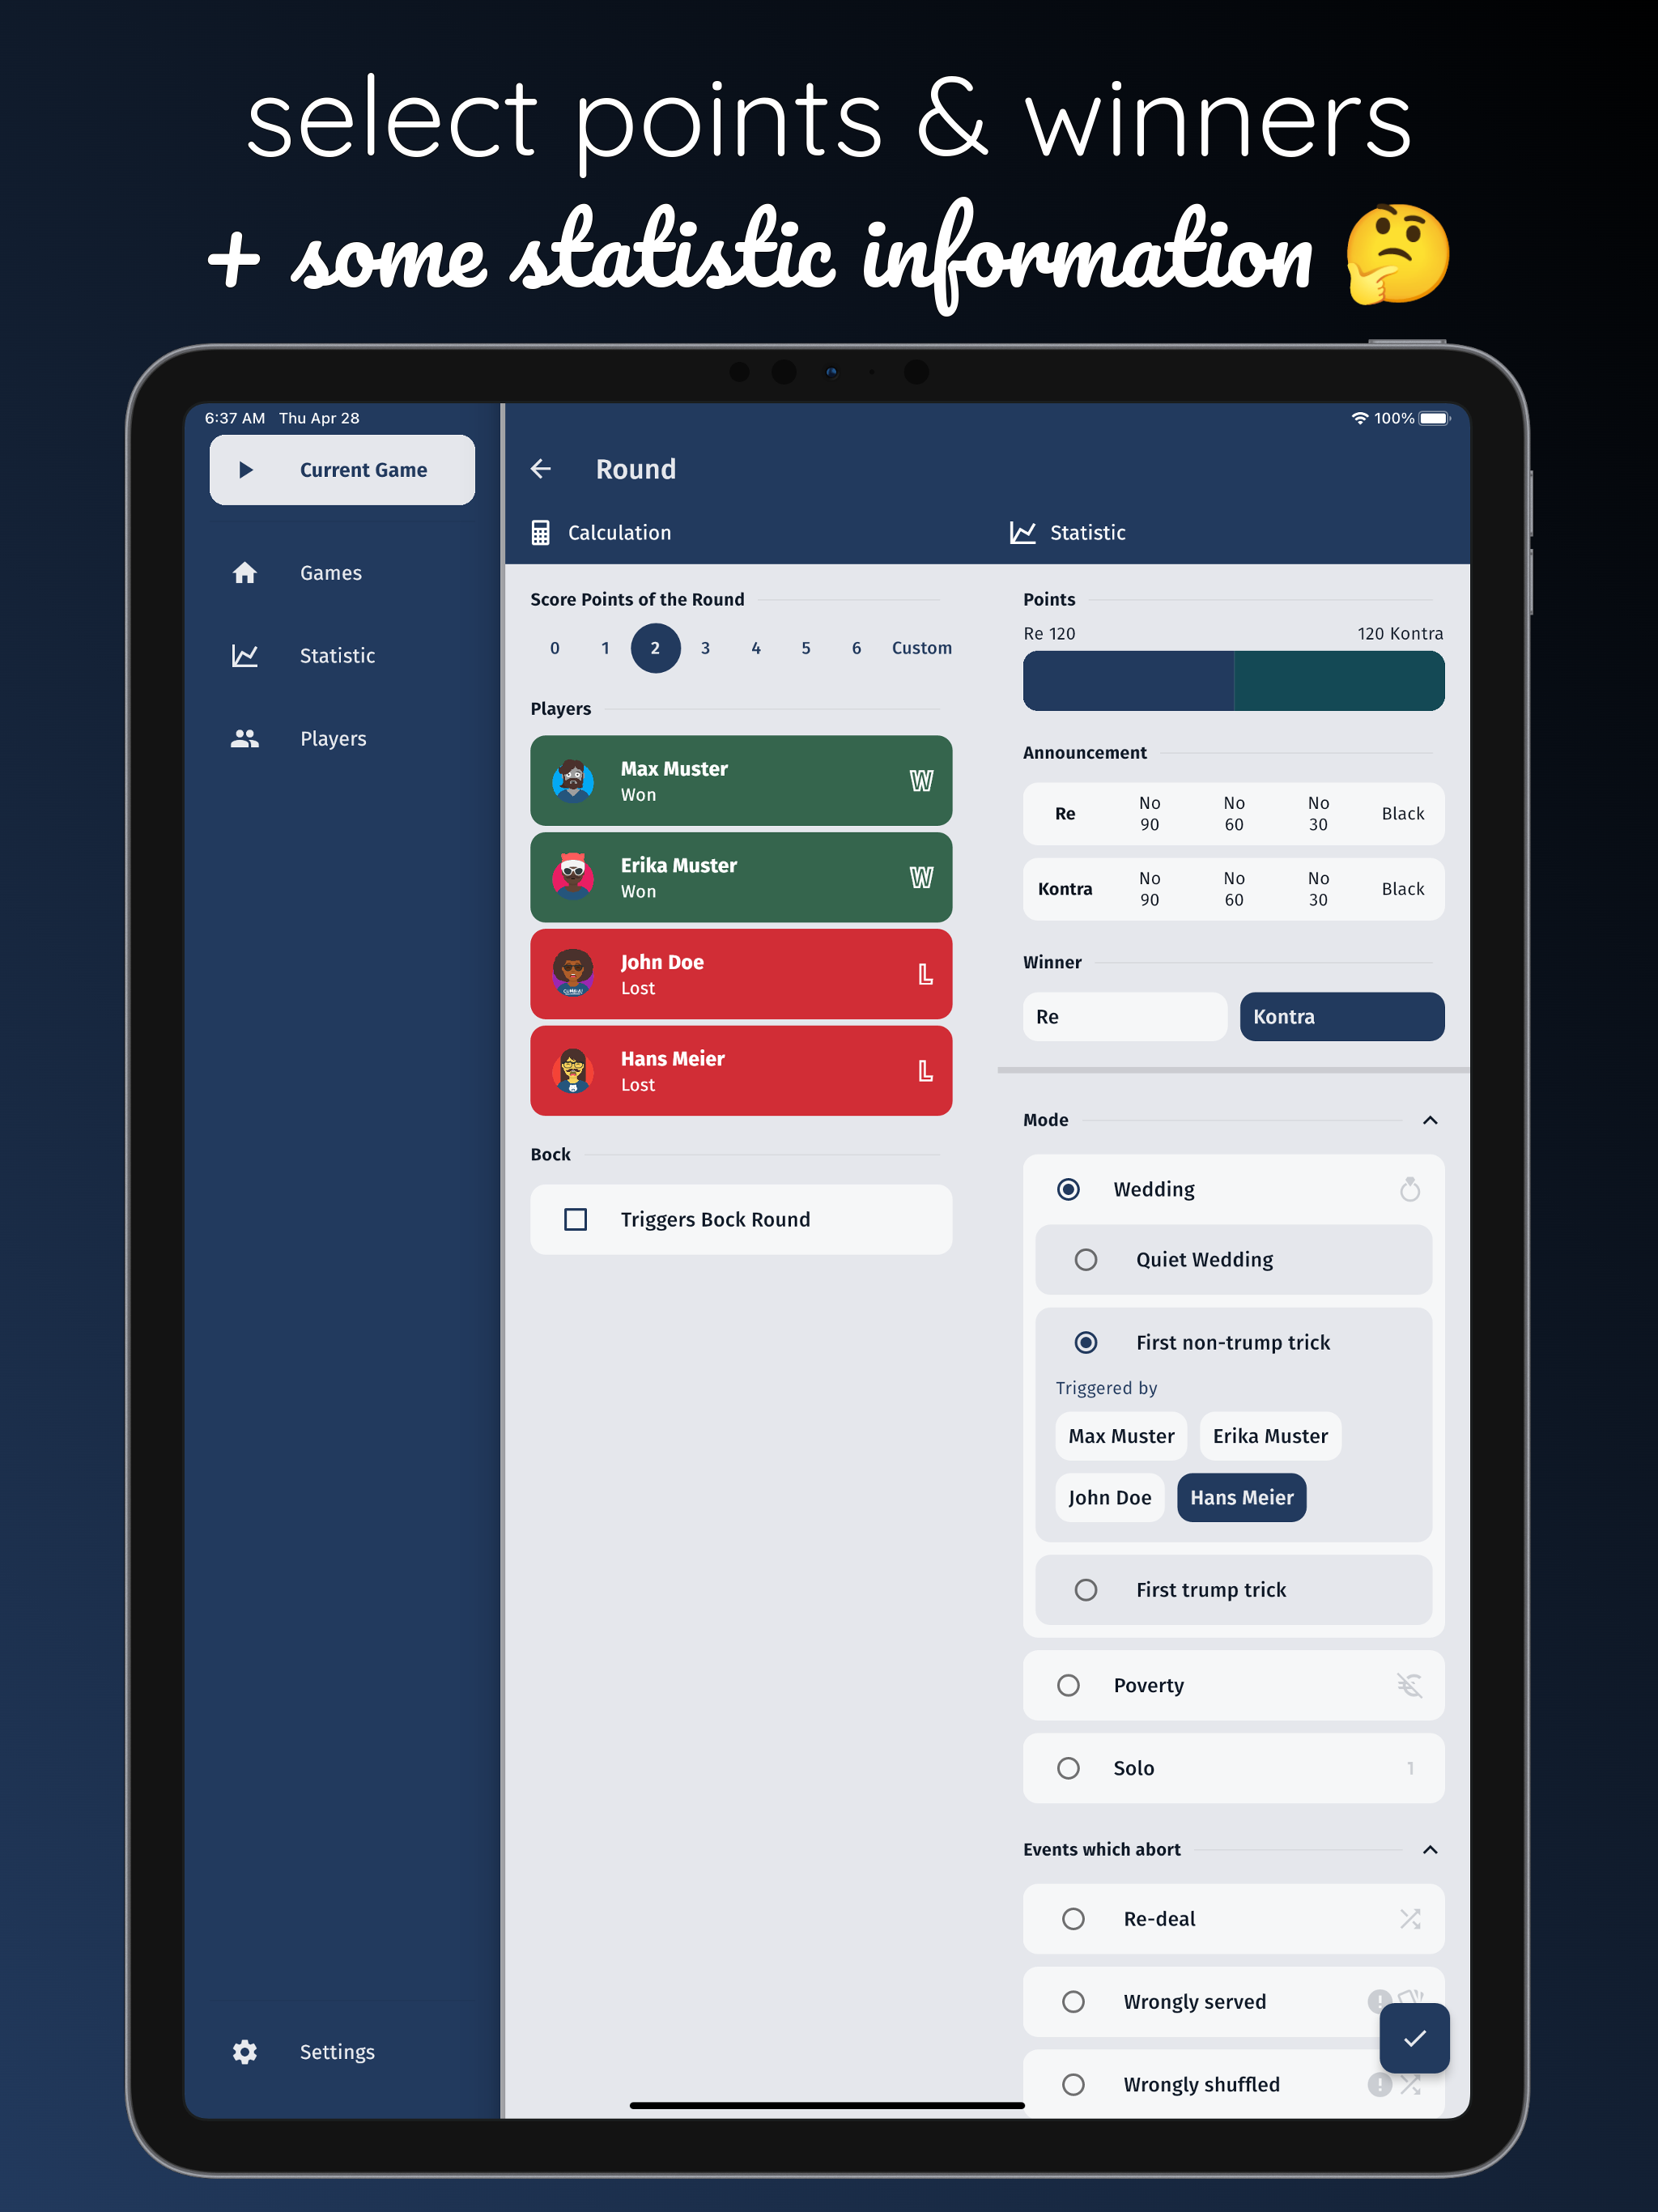 select points & winners
+ some statistic information 🤔
6:37 AM Thu Apr 28
100%
Current Game
Games
Statistic
Players
Settings
Round
Calculation
Statistic
Score Points of the Round
0 1 2 3 4 5 6 Custom
Players
Max Muster
Won
W
Erika Muster
Won
W
John Doe
Lost
L
Hans Meier
Lost
L
Bock
Triggers Bock Round
Points
Re 120
120 Kontra
Announcement
Re No 90 No 60 No 30 Black
Kontra No 90 No 60 No 30 Black
Winner
Re
Kontra
Mode
Wedding
Quiet Wedding
First non-trump trick
Triggered by
Max Muster Erika Muster
John Doe Hans Meier
First trump trick
Poverty
Solo
1
Events which abort
Re-deal
Wrongly served
Wrongly shuffled